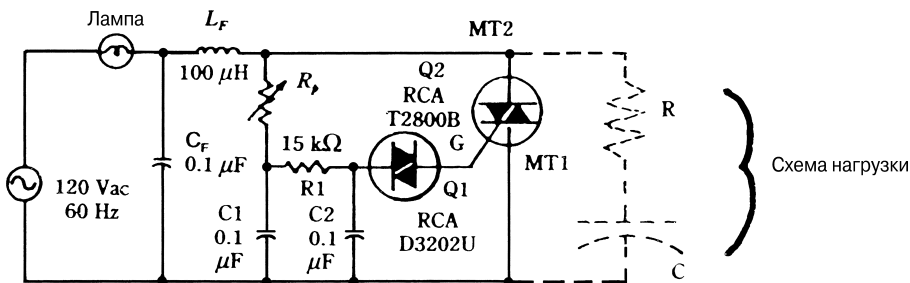 Лампа
L_F
100 μH
MT2
Q2
RCA
T2800B
R_p
R
15 kΩ
G
MT1
C_F
0.1 μF
R1
Q1
Схема нагрузки
120 Vac
60 Hz
C1
0.1
μF
C2
0.1
μF
RCA
D3202U
C